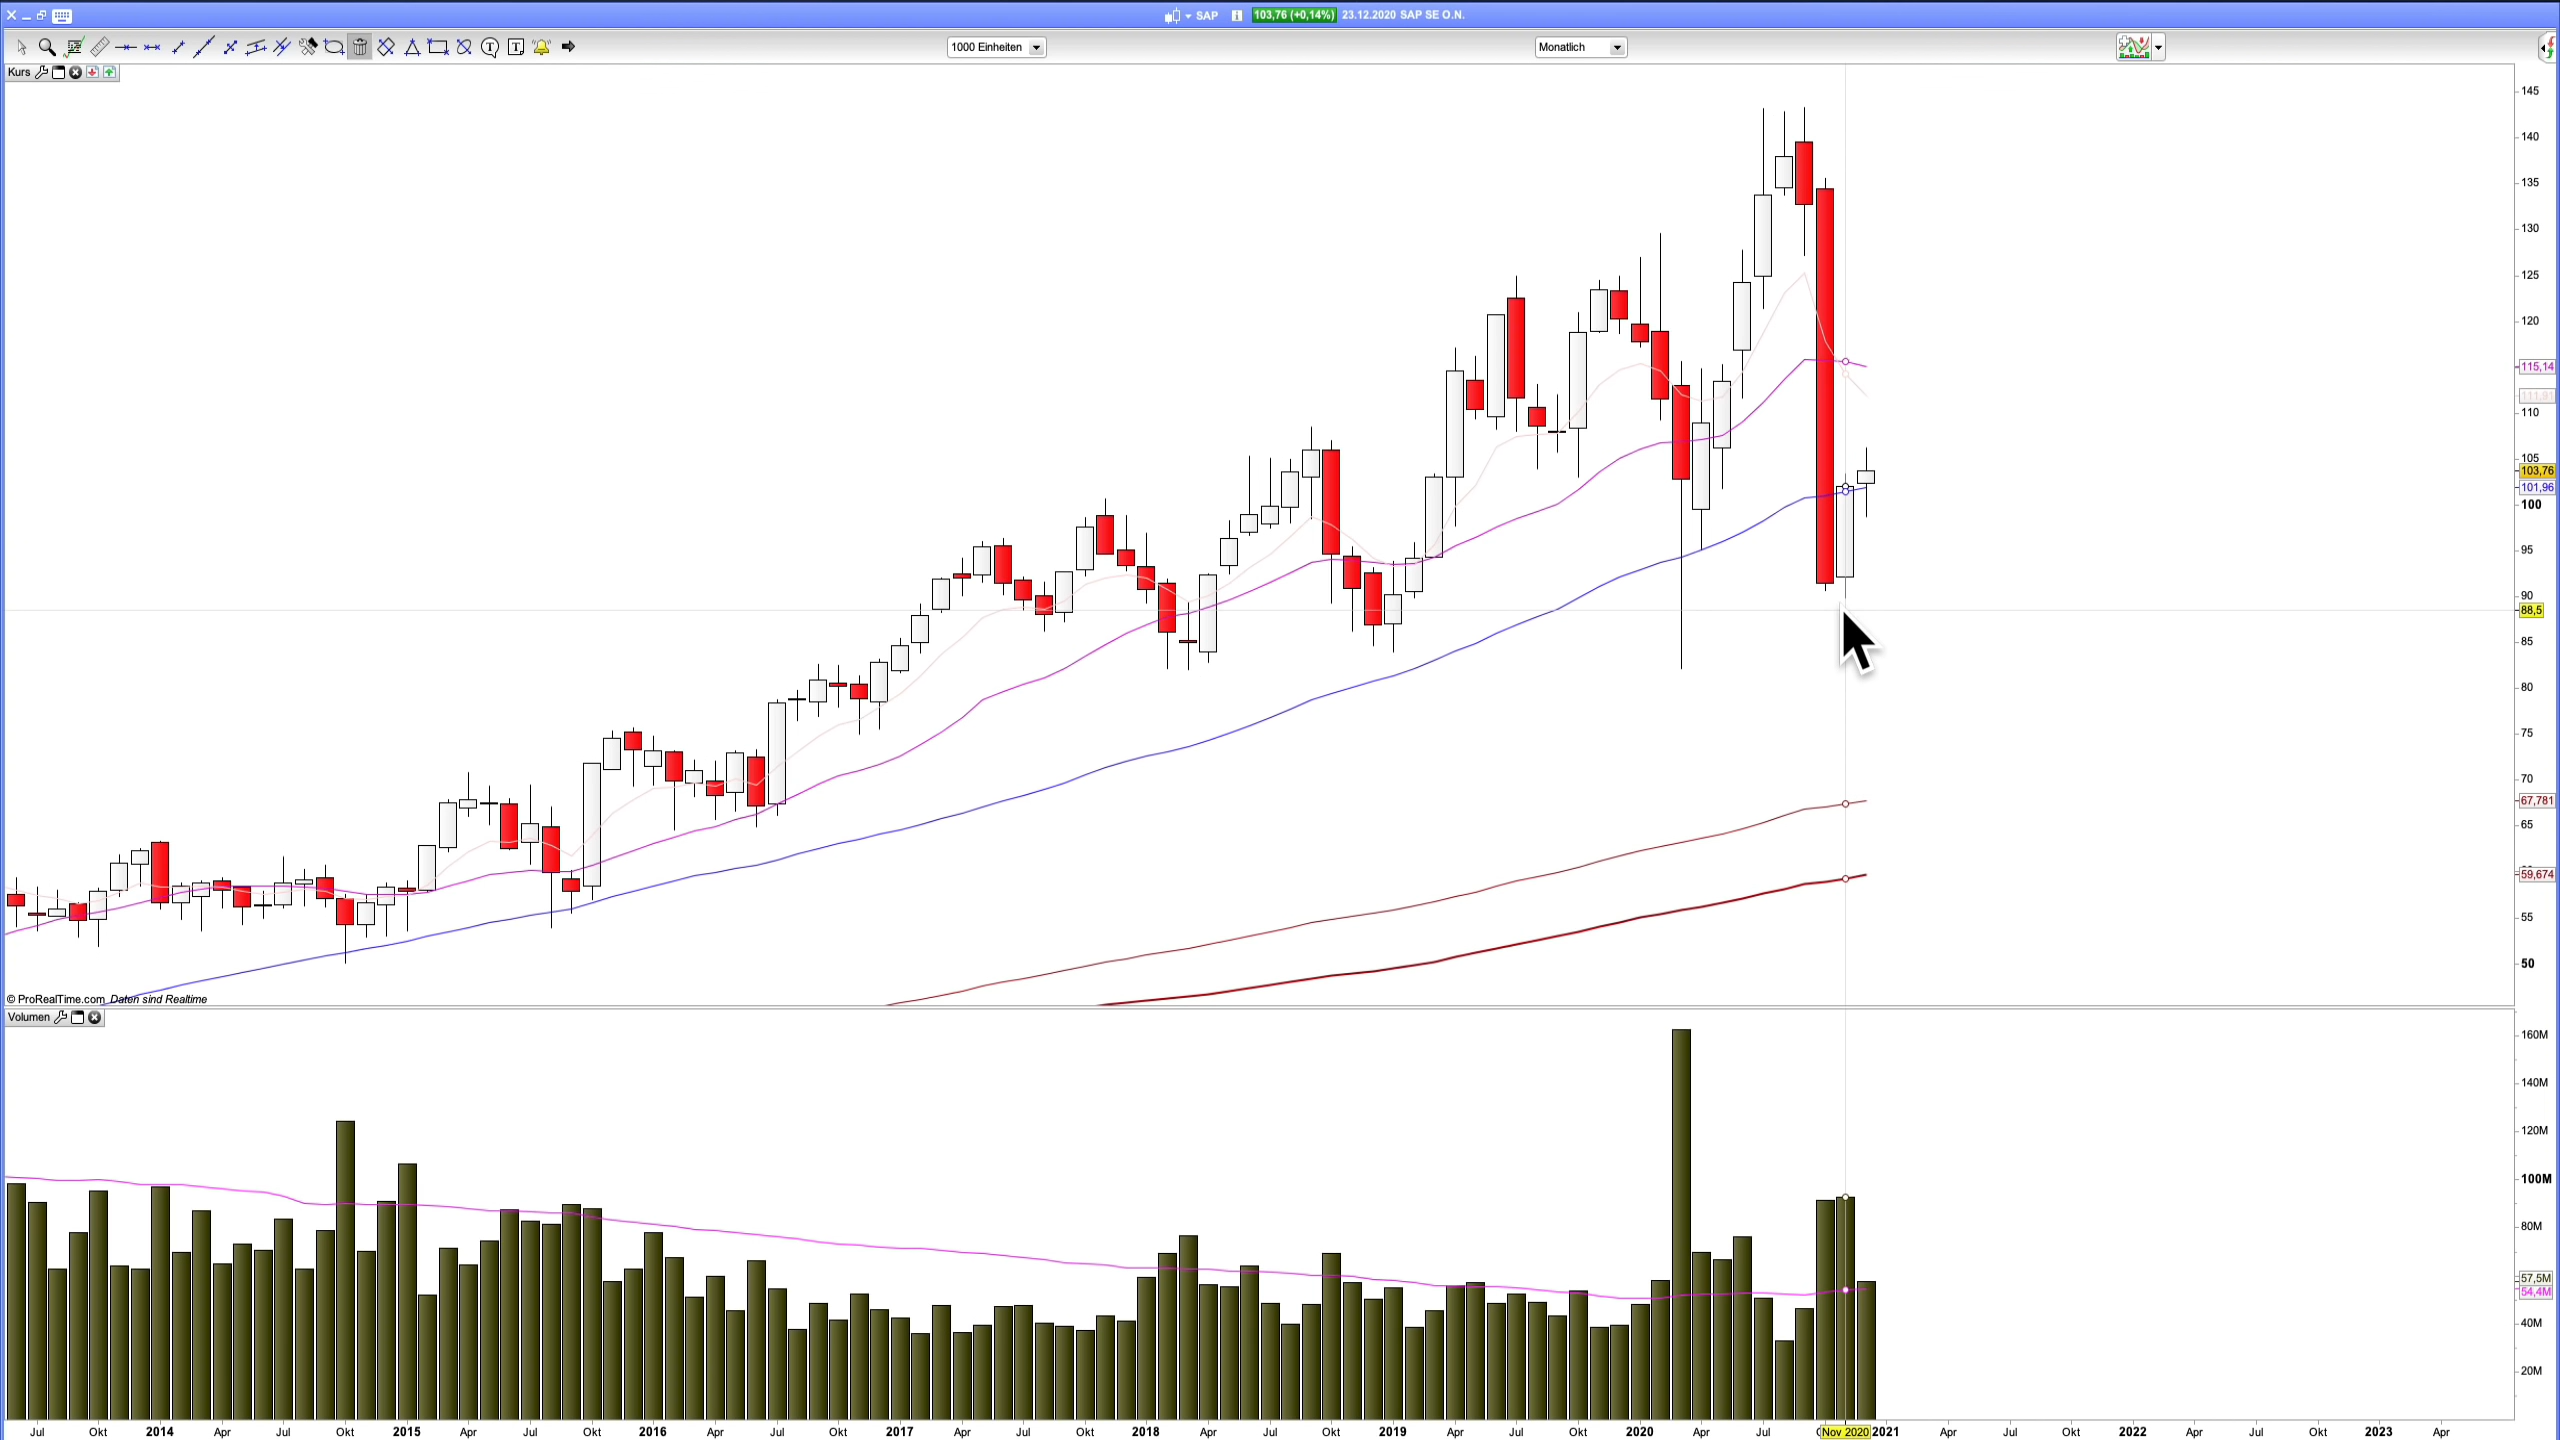 SAP 103,76 (+0,14%) 23.12.2020 SAP SE O.N.
1000 Einheiten Monatlich
Kurs
145
140
135
130
125
120
115,14
111,91
110
105
103,76
101,96
100
95
90
88,5
85
80
75
70
67,781
65
59,674
55
50
© ProRealTime.com Daten sind Realtime
Volumen
160M
140M
120M
100M
80M
57,5M
54,4M
40M
20M
Jul Okt 2014 Apr Jul Okt 2015 Apr Jul Okt 2016 Apr Jul Okt 2017 Apr Jul Okt 2018 Apr Jul Okt 2019 Apr Jul Okt 2020 Apr Jul Nov 2020 2021 Apr Jul Okt 2022 Apr Jul Okt 2023 Apr